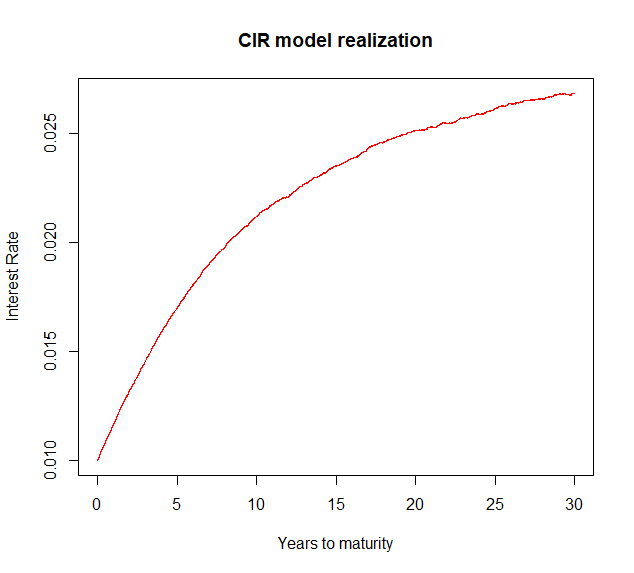 CIR model realization
Interest Rate
0.025
0.020
0.015
0.010
0 5 10 15 20 25 30
Years to maturity